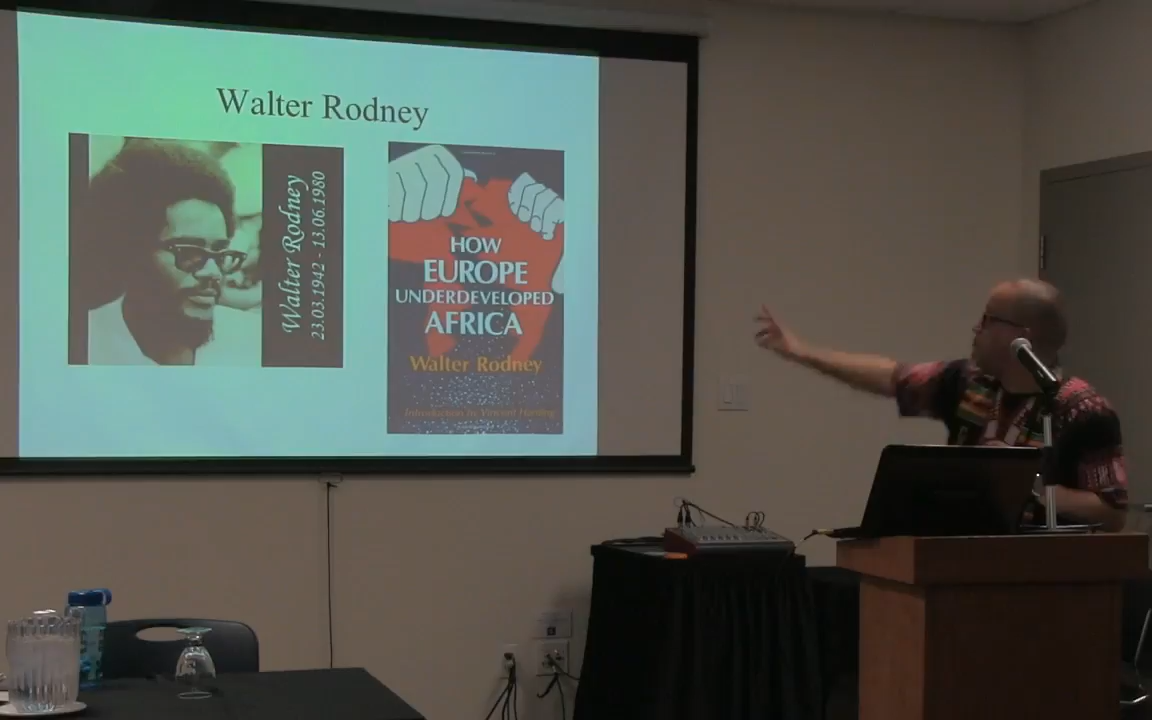 Walter Rodney
Walter Rodney
23.03.1942 - 13.06.1980
HOW
EUROPE
UNDERDEVELOPED
AFRICA
Walter Rodney
Introduction by Vincent Harding